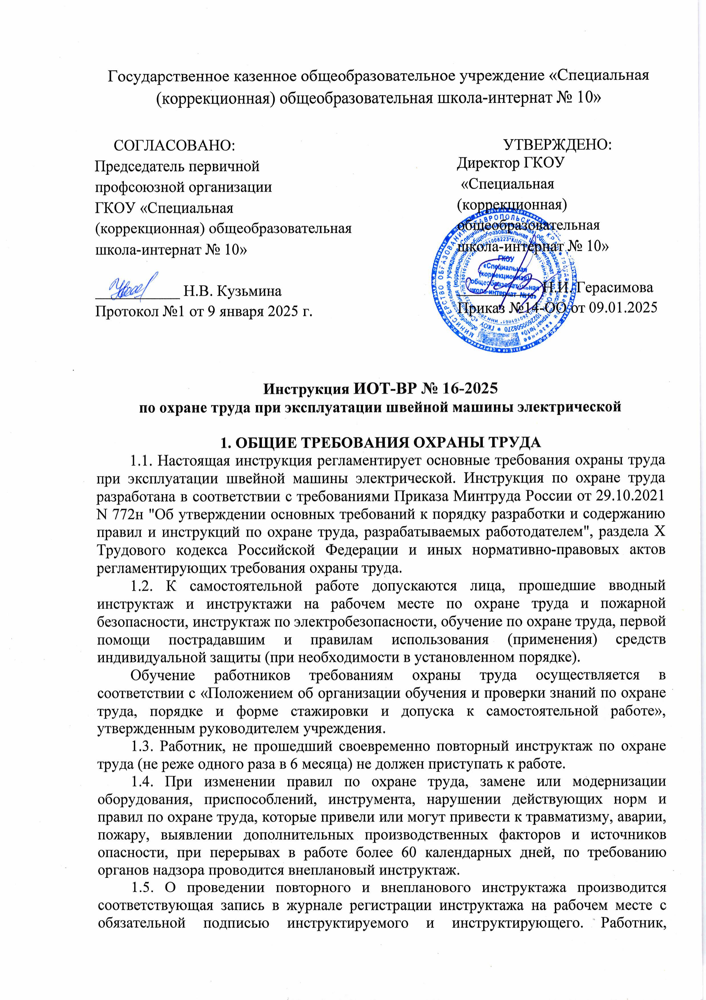 Государственное казенное общеобразовательное учреждение «Специальная
(коррекционная) общеобразовательная школа-интернат № 10»
СОГЛАСОВАНО:
Председатель первичной
профсоюзной организации
ГКОУ «Специальная
(коррекционная) общеобразовательная
школа-интернат № 10»
Н.В. Кузьмина
Протокол №1 от 9 января 2025 г.
УТВЕРЖДЕНО:
Директор ГКОУ
«Специальная
(коррекционная)
общеобразовательная
школа-интернат № 10»
Н.И. Герасимова
Приказ №14-ОО от 09.01.2025
ГКОУ
«Специальная
(коррекционная)
общеобразовательная
школа-интернат №10»
Инструкция ИОТ-ВР № 16-2025
по охране труда при эксплуатации швейной машины электрической
1. ОБЩИЕ ТРЕБОВАНИЯ ОХРАНЫ ТРУДА
1.1. Настоящая инструкция регламентирует основные требования охраны труда
при эксплуатации швейной машины электрической. Инструкция по охране труда
разработана в соответствии с требованиями Приказа Минтруда России от 29.10.2021
N 772н "Об утверждении основных требований к порядку разработки и содержанию
правил и инструкций по охране труда, разрабатываемых работодателем", раздела X
Трудового кодекса Российской Федерации и иных нормативно-правовых актов
регламентирующих требования охраны труда.
1.2. К самостоятельной работе допускаются лица, прошедшие вводный
инструктаж и инструктажи на рабочем месте по охране труда и пожарной
безопасности, инструктаж по электробезопасности, обучение по охране труда, первой
помощи пострадавшим и правилам использования (применения) средств
индивидуальной защиты (при необходимости в установленном порядке).
Обучение работников требованиям охраны труда осуществляется в
соответствии с «Положением об организации обучения и проверки знаний по охране
труда, порядке и форме стажировки и допуска к самостоятельной работе»,
утвержденным руководителем учреждения.
1.3. Работник, не прошедший своевременно повторный инструктаж по охране
труда (не реже одного раза в 6 месяца) не должен приступать к работе.
1.4. При изменении правил по охране труда, замене или модернизации
оборудования, приспособлений, инструмента, нарушении действующих норм и
правил по охране труда, которые привели или могут привести к травматизму, аварии,
пожару, выявлении дополнительных производственных факторов и источников
опасности, при перерывах в работе более 60 календарных дней, по требованию
органов надзора проводится внеплановый инструктаж.
1.5. О проведении повторного и внепланового инструктажа производится
соответствующая запись в журнале регистрации инструктажа на рабочем месте с
обязательной подписью инструктируемого и инструктирующего. Работник,